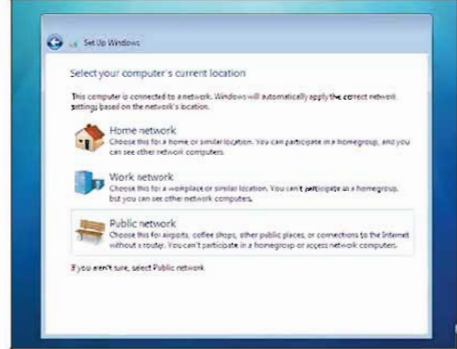 Set Up Windows
Select your computer's current location
This computer is connected to a network. Windows will automatically apply the correct network
settings based on the network's location.
Home network
Choose this for a home or similar location. You can participate in a homegroup, and you
can see other network computers.
Work network
Choose this for a workplace or similar location. You can't participate in a homegroup,
but you can see other network computers.
Public network
Choose this for airports, coffee shops, other public places, or connections to the Internet
without a router. You can't participate in a homegroup or access network computers.
If you aren't sure, select Public network